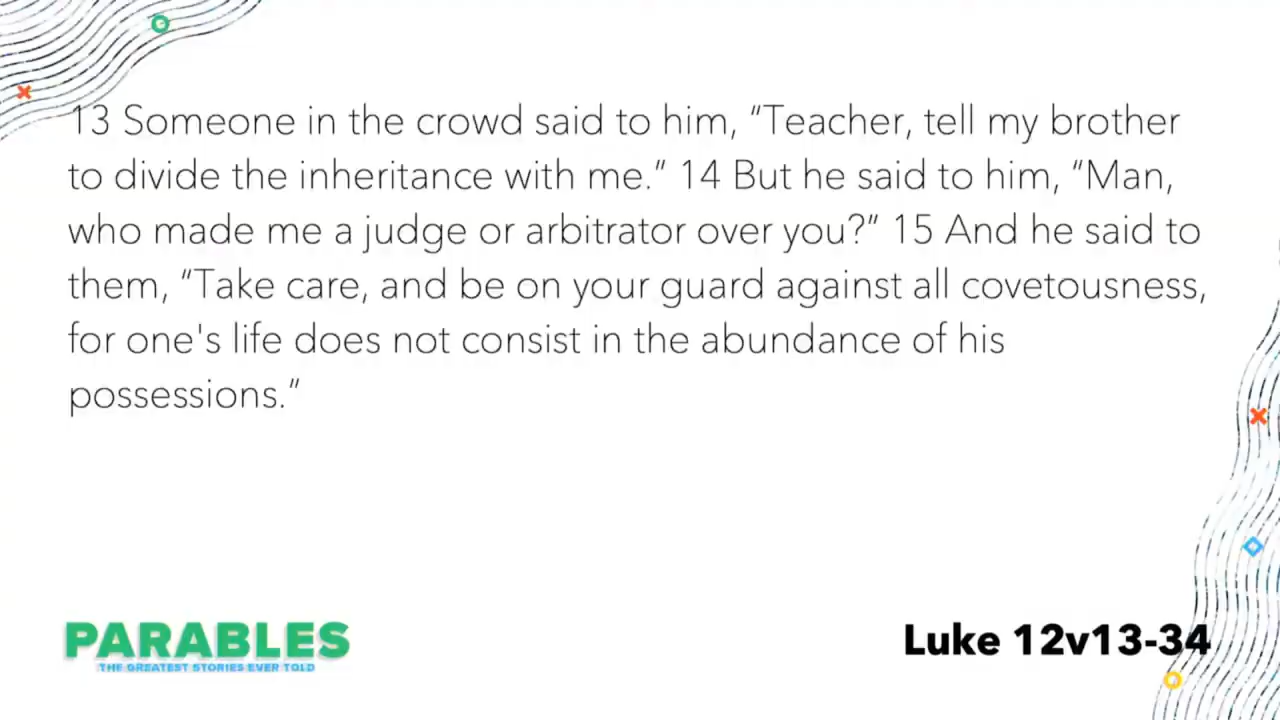 13 Someone in the crowd said to him, “Teacher, tell my brother
to divide the inheritance with me.” 14 But he said to him, “Man,
who made me a judge or arbitrator over you?” 15 And he said to
them, “Take care, and be on your guard against all covetousness,
for one's life does not consist in the abundance of his
possessions.”
PARABLES
THE GREATEST STORIES EVER TOLD
Luke 12v13-34